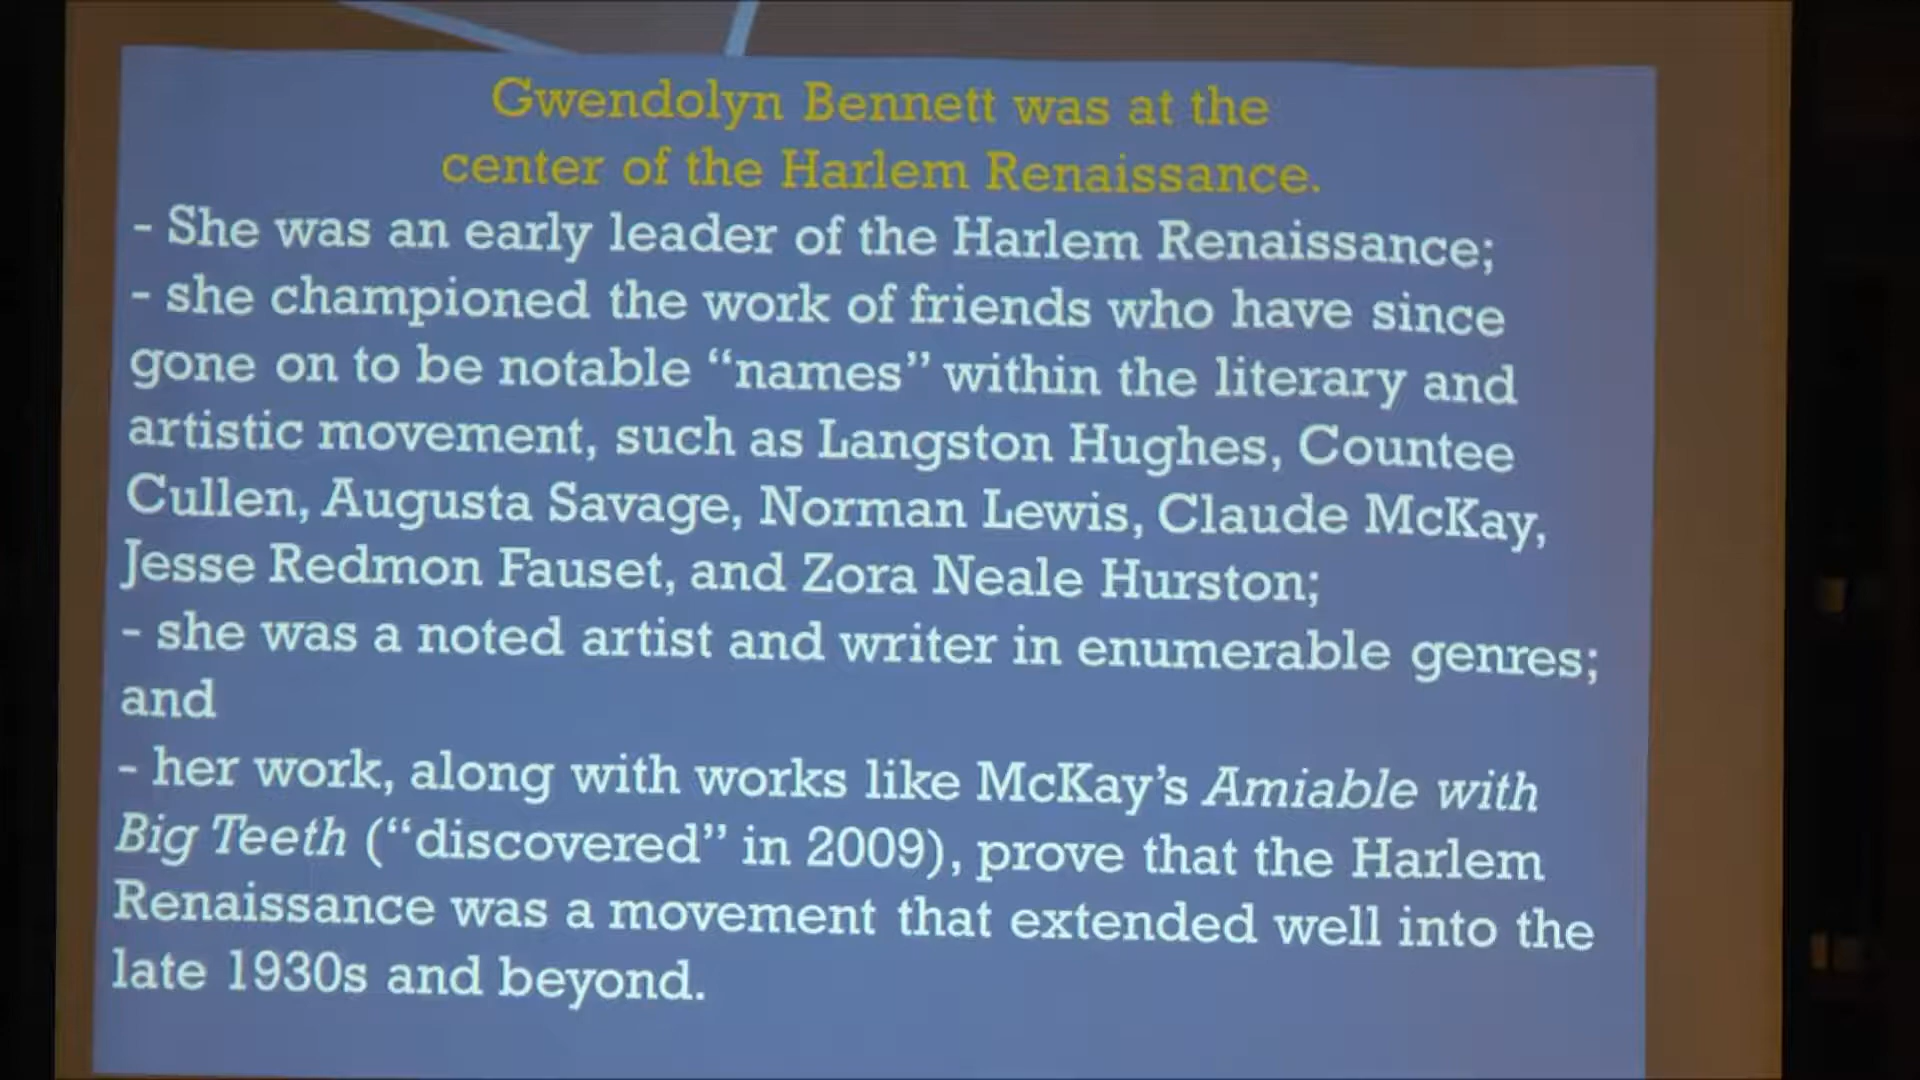 Gwendolyn Bennett was at the
center of the Harlem Renaissance.
- She was an early leader of the Harlem Renaissance;
- she championed the work of friends who have since
gone on to be notable “names” within the literary and
artistic movement, such as Langston Hughes, Countee
Cullen, Augusta Savage, Norman Lewis, Claude McKay,
Jesse Redmon Fauset, and Zora Neale Hurston;
- she was a noted artist and writer in enumerable genres;
and
- her work, along with works like McKay’s Amiable with
Big Teeth (“discovered” in 2009), prove that the Harlem
Renaissance was a movement that extended well into the
late 1930s and beyond.